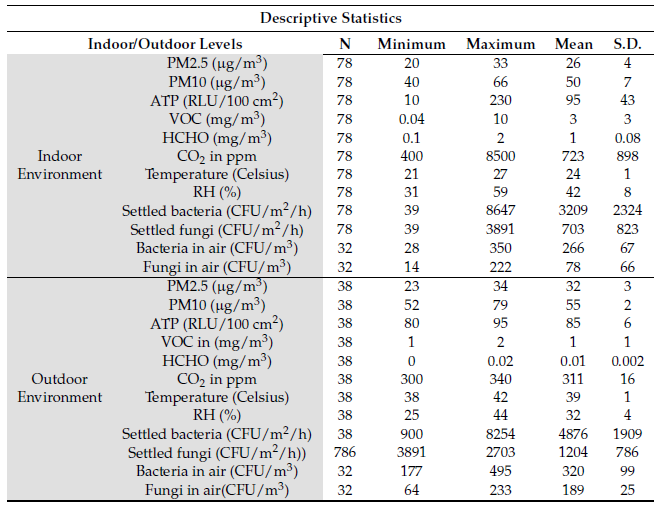 Descriptive Statistics
Indoor/Outdoor Levels N Minimum Maximum Mean S.D.
PM2.5 (µg/m³) 78 20 33 26 4
PM10 (µg/m³) 78 40 66 50 7
ATP (RLU/100 cm²) 78 10 230 95 43
VOC (mg/m³) 78 0.04 10 3 3
HCHO (mg/m³) 78 0.1 2 1 0.08
Indoor CO₂ in ppm 78 400 8500 723 898
Environment Temperature (Celsius) 78 21 27 24 1
RH (%) 78 31 59 42 8
Settled bacteria (CFU/m²/h) 78 39 8647 3209 2324
Settled fungi (CFU/m²/h) 78 39 3891 703 823
Bacteria in air (CFU/m³) 32 28 350 266 67
Fungi in air (CFU/m³) 32 14 222 78 66
PM2.5 (µg/m³) 38 23 34 32 3
PM10 (µg/m³) 38 52 79 55 2
ATP (RLU/100 cm²) 38 80 95 85 6
VOC in (mg/m³) 38 1 2 1 1
HCHO (mg/m³) 38 0 0.02 0.01 0.002
Outdoor CO₂ in ppm 38 300 340 311 16
Environment Temperature (Celsius) 38 38 42 39 1
RH (%) 38 25 44 32 4
Settled bacteria (CFU/m²/h) 38 900 8254 4876 1909
Settled fungi (CFU/m²/h)) 786 3891 2703 1204 786
Bacteria in air (CFU/m³) 32 177 495 320 99
Fungi in air(CFU/m³) 32 64 233 189 25